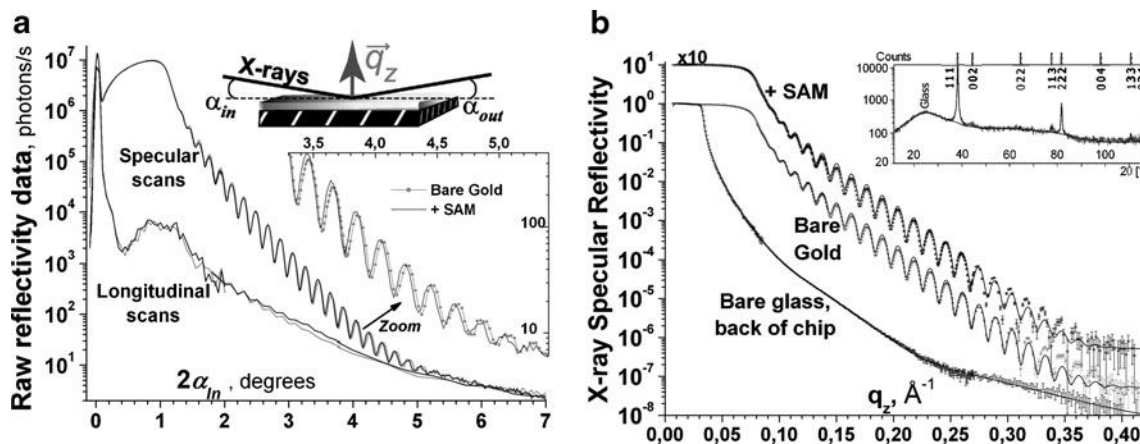 a
Raw reflectivity data, photons/s
10⁷
10⁶
10⁵
10⁴
10³
10²
10¹
X-rays
q_z
α_in
α_out
3,5 4,0 4,5 5,0
Specular
scans
Bare Gold
+ SAM
100
10
Longitudinal
scans
Zoom
2α_In , degrees
0 1 2 3 4 5 6 7
b
X-ray Specular Reflectivity
10¹
10⁰
10⁻¹
10⁻²
10⁻³
10⁻⁴
10⁻⁵
10⁻⁶
10⁻⁷
10⁻⁸
x10
+ SAM
Counts
10000
1000
100
20
Glass
111
002
022
113
222
004
133
20 40 60 80 100
2θ [
Bare
Gold
Bare glass,
back of chip
q_z, Å⁻¹
0,00 0,05 0,10 0,15 0,20 0,25 0,30 0,35 0,40